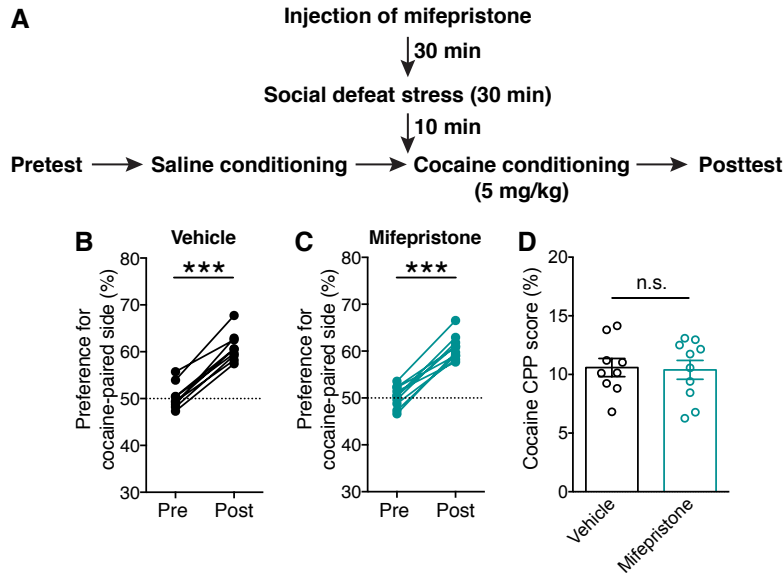 A
Injection of mifepristone
30 min
Social defeat stress (30 min)
10 min
Pretest
Saline conditioning
Cocaine conditioning
(5 mg/kg)
Posttest
B
Vehicle
***
Preference for
cocaine-paired side (%)
80
70
60
50
40
30
Pre
Post
C
Mifepristone
***
Preference for
cocaine-paired side (%)
80
70
60
50
40
30
Pre
Post
D
n.s.
Cocaine CPP score (%)
20
15
10
5
0
Vehicle
Mifepristone